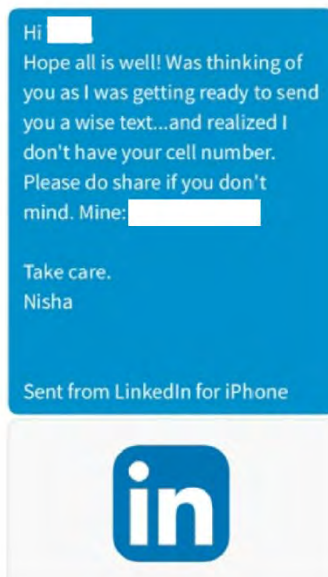 Hi
Hope all is well! Was thinking of
you as I was getting ready to send
you a wise text...and realized I
don't have your cell number.
Please do share if you don't
mind. Mine:
Take care.
Nisha
Sent from LinkedIn for iPhone
in